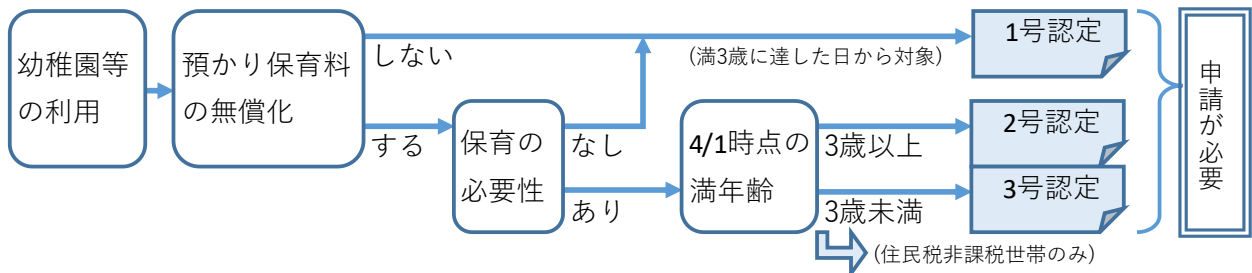 幼稚園等
の利用
預かり保育料
の無償化
しない
(満3歳に達した日から対象)
1号認定
する
保育の
必要性
なし
あり
4/1時点の
満年齢
3歳以上
2号認定
3歳未満
3号認定
(住民税非課税世帯のみ)
申請が必要